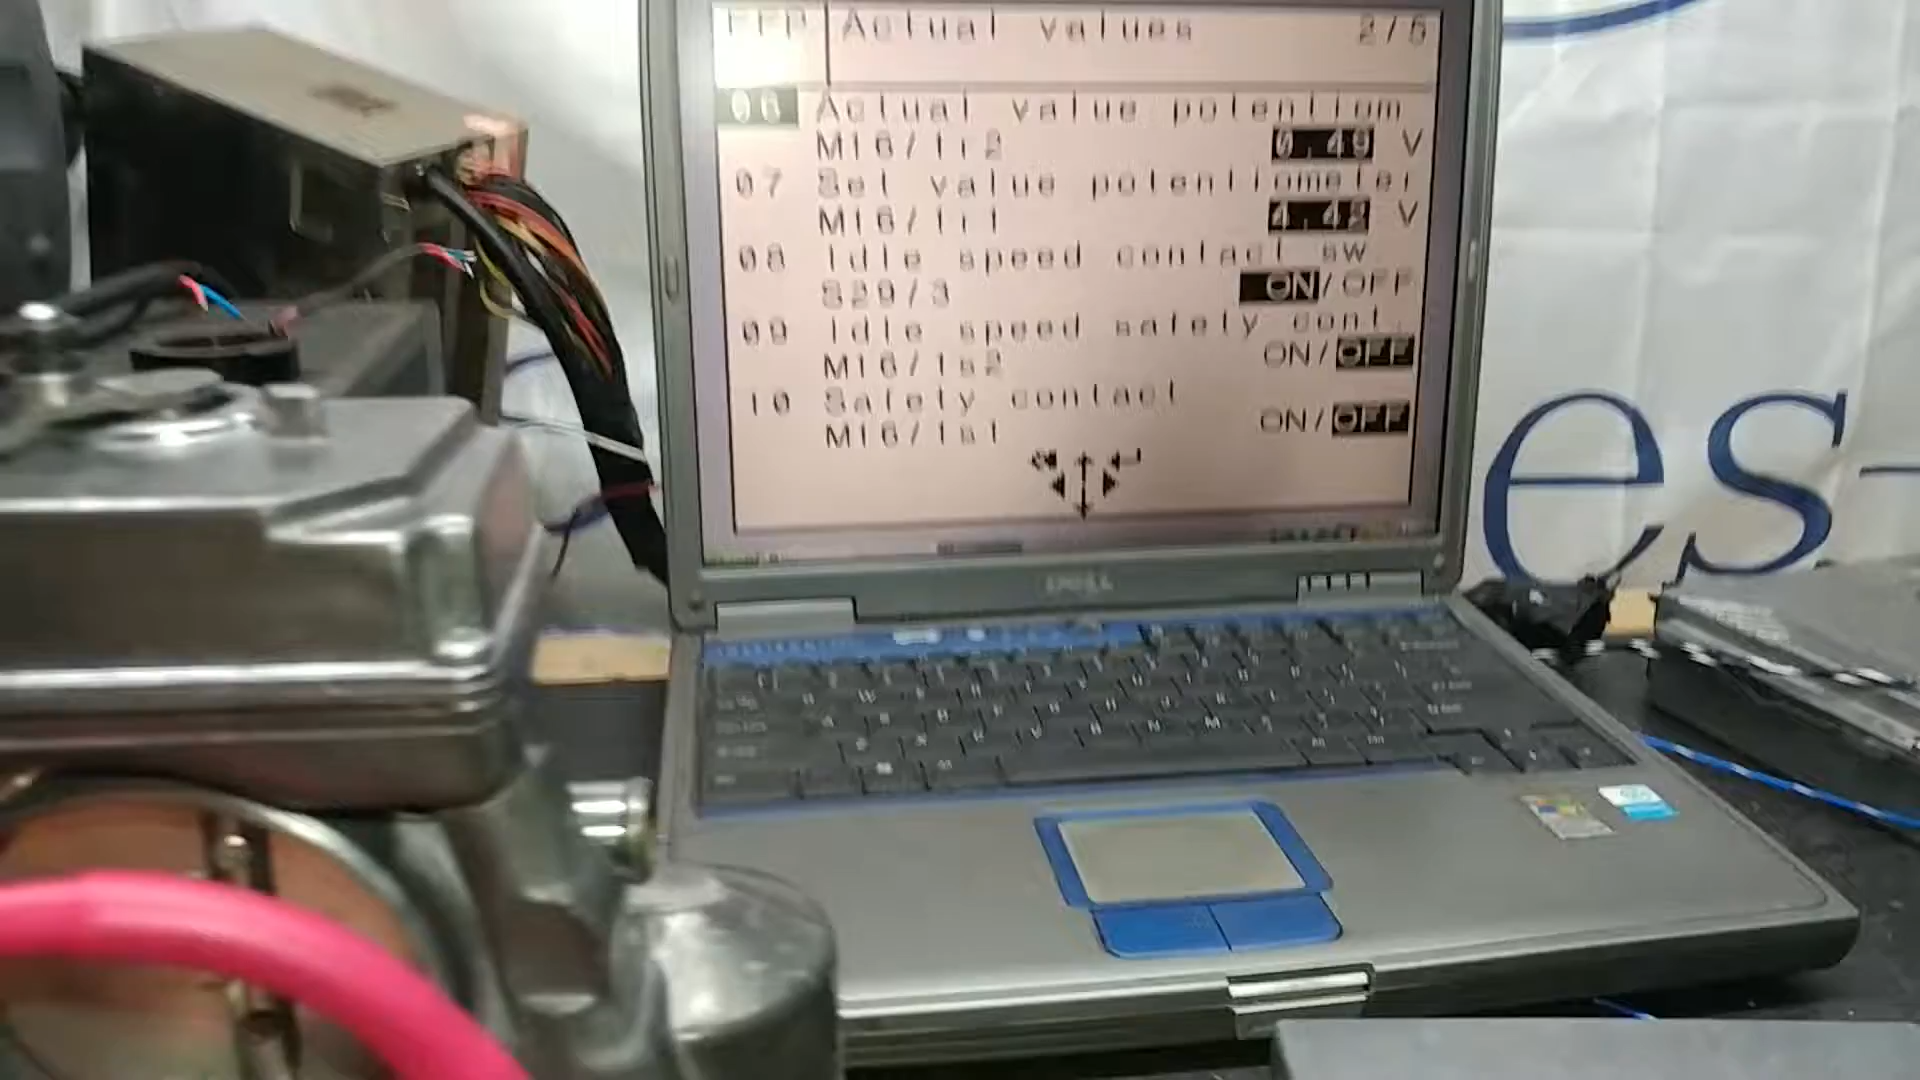 EFP Actual values 2/5
06 Actual value potentiom
M16/1r2 0.49 V
07 Set value potentiometer
M16/1r1 4.42 V
08 Idle speed contact sw
S29/3 ON/OFF
09 Idle speed safety cont.
M16/1s2 ON/OFF
10 Safety contact
M16/1s1 ON/OFF
DELL
es-